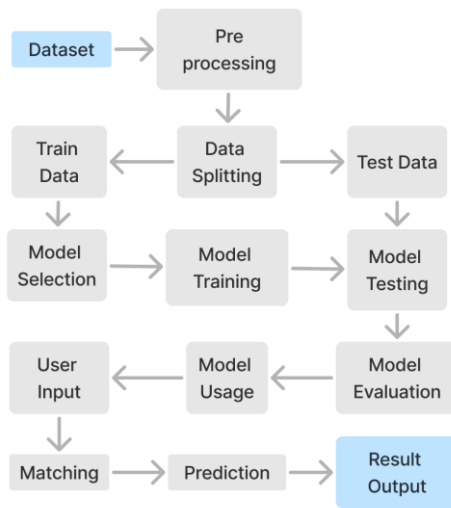 Dataset
Pre
processing
Train
Data
Data
Splitting
Test Data
Model
Selection
Model
Training
Model
Testing
User
Input
Model
Usage
Model
Evaluation
Matching
Prediction
Result
Output